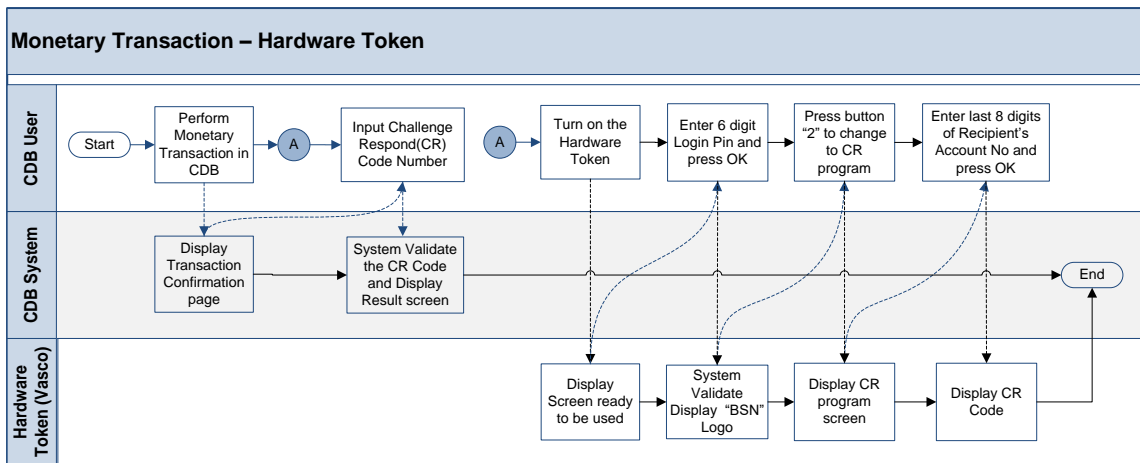 Monetary Transaction – Hardware Token
CDB User
Start
Perform
Monetary
Transaction in
CDB
A
Input Challenge
Respond(CR)
Code Number
A
Turn on the
Hardware
Token
Enter 6 digit
Login Pin and
press OK
Press button
“2” to change
to CR
program
Enter last 8 digits
of Recipient’s
Account No and
press OK
CDB System
Display
Transaction
Confirmation
page
System Validate
the CR Code
and Display
Result screen
End
Hardware
Token (Vasco)
Display
Screen ready
to be used
System
Validate
Display “BSN”
Logo
Display CR
program
screen
Display CR
Code